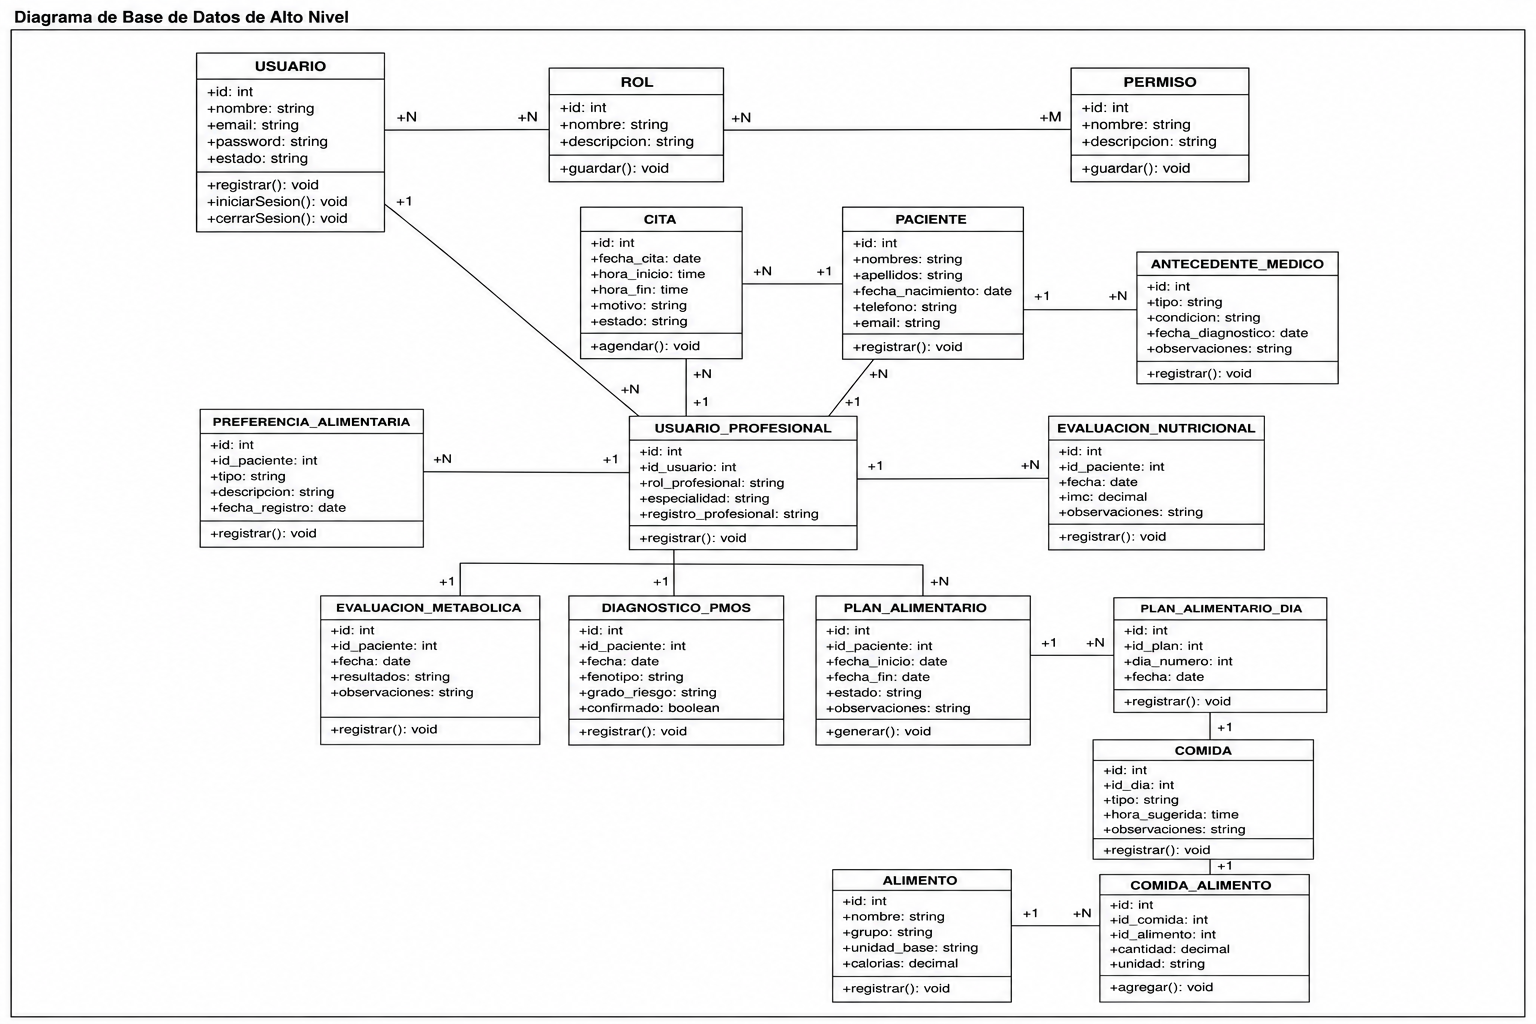 Diagrama de Base de Datos de Alto Nivel
USUARIO
+id: int
+nombre: string
+email: string
+password: string
+estado: string
+registrar(): void
+iniciarSesion(): void
+cerrarSesion(): void
+N
+N
ROL
+id: int
+nombre: string
+descripcion: string
+guardar(): void
+N
+M
PERMISO
+id: int
+nombre: string
+descripcion: string
+guardar(): void
+1
+N
CITA
+id: int
+fecha_cita: date
+hora_inicio: time
+hora_fin: time
+motivo: string
+estado: string
+agendar(): void
+N
+1
PACIENTE
+id: int
+nombres: string
+apellidos: string
+fecha_nacimiento: date
+telefono: string
+email: string
+registrar(): void
+1
+N
ANTECEDENTE_MEDICO
+id: int
+tipo: string
+condicion: string
+fecha_diagnostico: date
+observaciones: string
+registrar(): void
+N
+1
+N
+1
PREFERENCIA_ALIMENTARIA
+id: int
+id_paciente: int
+tipo: string
+descripcion: string
+fecha_registro: date
+registrar(): void
+N
+1
USUARIO_PROFESIONAL
+id: int
+id_usuario: int
+rol_profesional: string
+especialidad: string
+registro_profesional: string
+registrar(): void
+1
+N
EVALUACION_NUTRICIONAL
+id: int
+id_paciente: int
+fecha: date
+imc: decimal
+observaciones: string
+registrar(): void
+1
+1
+N
EVALUACION_METABOLICA
+id: int
+id_paciente: int
+fecha: date
+resultados: string
+observaciones: string
+registrar(): void
DIAGNOSTICO_PMOS
+id: int
+id_paciente: int
+fecha: date
+fenotipo: string
+grado_riesgo: string
+confirmado: boolean
+registrar(): void
PLAN_ALIMENTARIO
+id: int
+id_paciente: int
+fecha_inicio: date
+fecha_fin: date
+estado: string
+observaciones: string
+generar(): void
+1
+N
PLAN_ALIMENTARIO_DIA
+id: int
+id_plan: int
+dia_numero: int
+fecha: date
+registrar(): void
+1
COMIDA
+id: int
+id_dia: int
+tipo: string
+hora_sugerida: time
+observaciones: string
+registrar(): void
+1
ALIMENTO
+id: int
+nombre: string
+grupo: string
+unidad_base: string
+calorias: decimal
+registrar(): void
+1
+N
COMIDA_ALIMENTO
+id: int
+id_comida: int
+id_alimento: int
+cantidad: decimal
+unidad: string
+agregar(): void